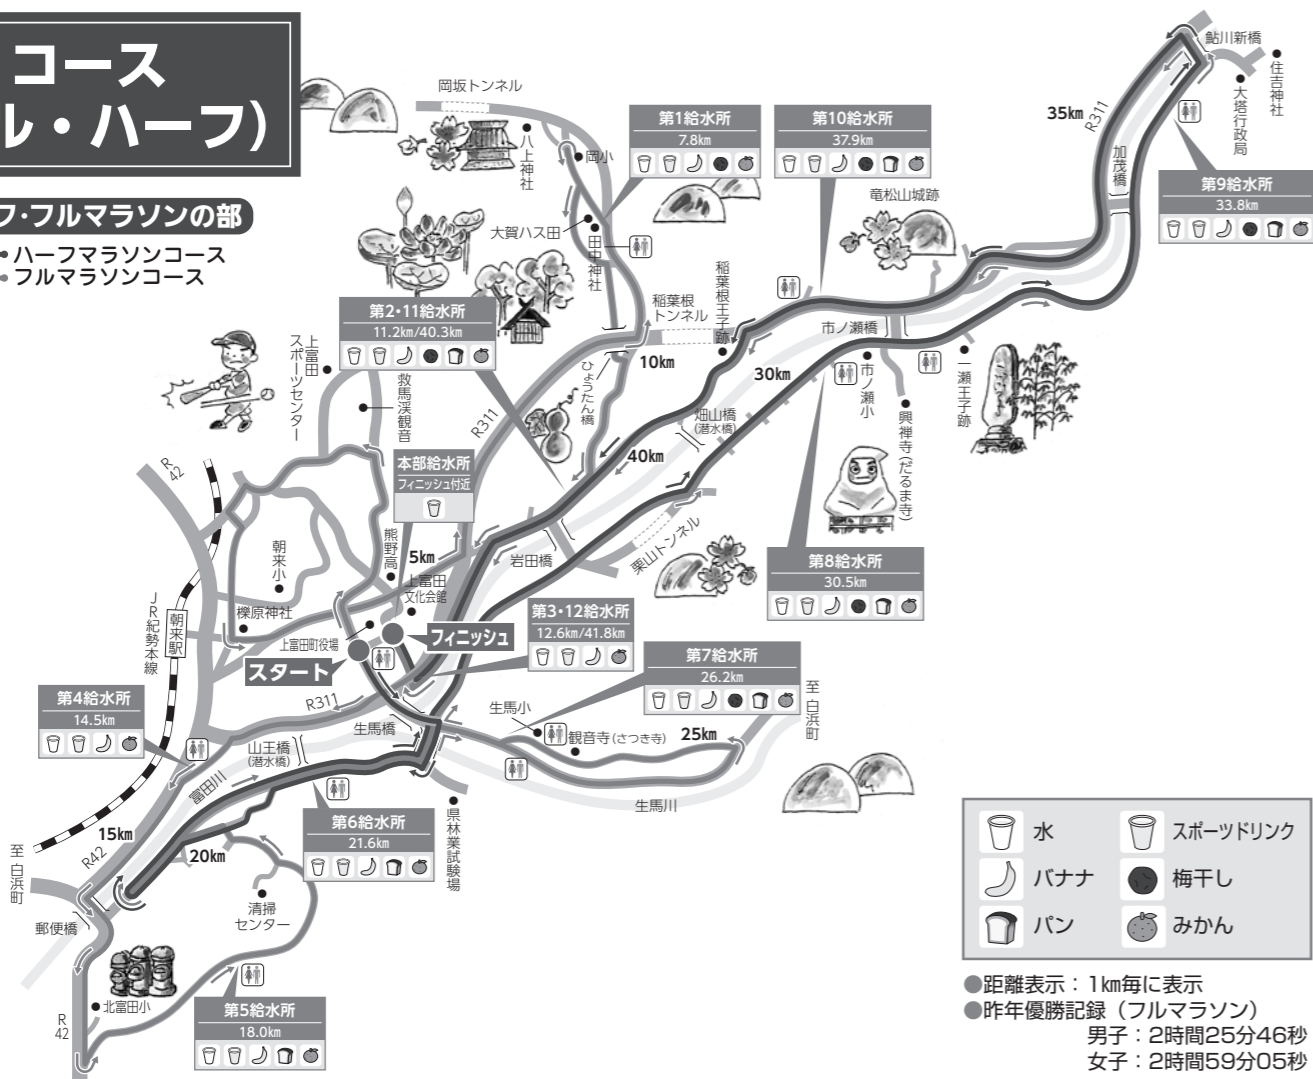 コース
ル・ハーフ）
フ・フルマラソンの部
ハーフマラソンコース
フルマラソンコース
岡坂トンネル
八上神社
岡小
第1給水所
7.8km
第10給水所
37.9km
35km
R311
鮎川新橋
住吉神社
大塔行政局
加茂橋
第9給水所
33.8km
竜松山城跡
大賀ハス田
田中神社
稲葉根王子跡
稲葉根
トンネル
第2・11給水所
11.2km/40.3km
上富田
スポーツセンター
救馬渓観音
R311
ひょうたん橋
10km
30km
市ノ瀬橋
市ノ瀬小
一瀬王子跡
興禅寺（だるま寺）
畑山橋
（潜水橋）
40km
本部給水所
フィニッシュ付近
R
42
熊野高
5km
岩田橋
栗山トンネル
第8給水所
30.5km
朝来小
櫟原神社
上富田
文化会館
上富田町役場
フィニッシュ
スタート
第3・12給水所
12.6km/41.8km
JR紀勢本線
朝来駅
第7給水所
26.2km
至 白浜町
第4給水所
14.5km
R311
生馬橋
生馬小
観音寺（さつき寺）
25km
生馬川
山王橋
（潜水橋）
富田川
県林業試験場
第6給水所
21.6km
15km
R42
20km
至 白浜町
郵便橋
清掃
センター
北富田小
R
42
第5給水所
18.0km
水
スポーツドリンク
バナナ
梅干し
パン
みかん
●距離表示：1km毎に表示
●昨年優勝記録（フルマラソン）
男子：2時間25分46秒
女子：2時間59分05秒